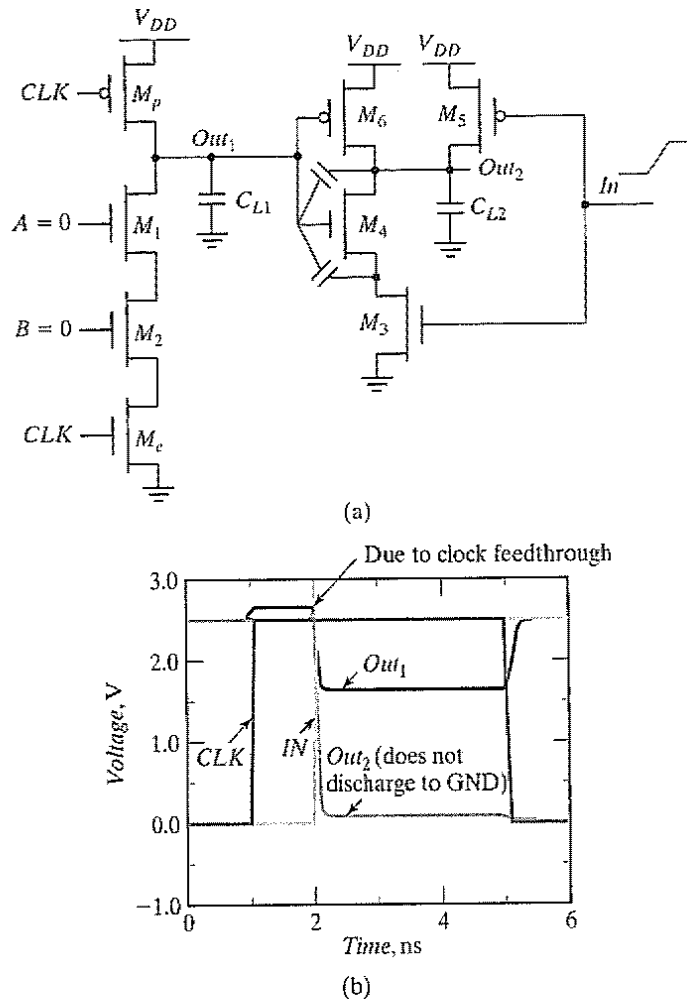 V_DD
CLK
M_p
Out_1
C_L1
A = 0
M_1
B = 0
M_2
CLK
M_e
V_DD V_DD
M_6
M_5
Out_2
In
C_L2
M_4
M_3
(a)
Due to clock feedthrough
3.0
2.0
1.0
0.0
−1.0
Voltage, V
CLK
IN
Out_1
Out_2 (does not
discharge to GND)
0 2 4 6
Time, ns
(b)